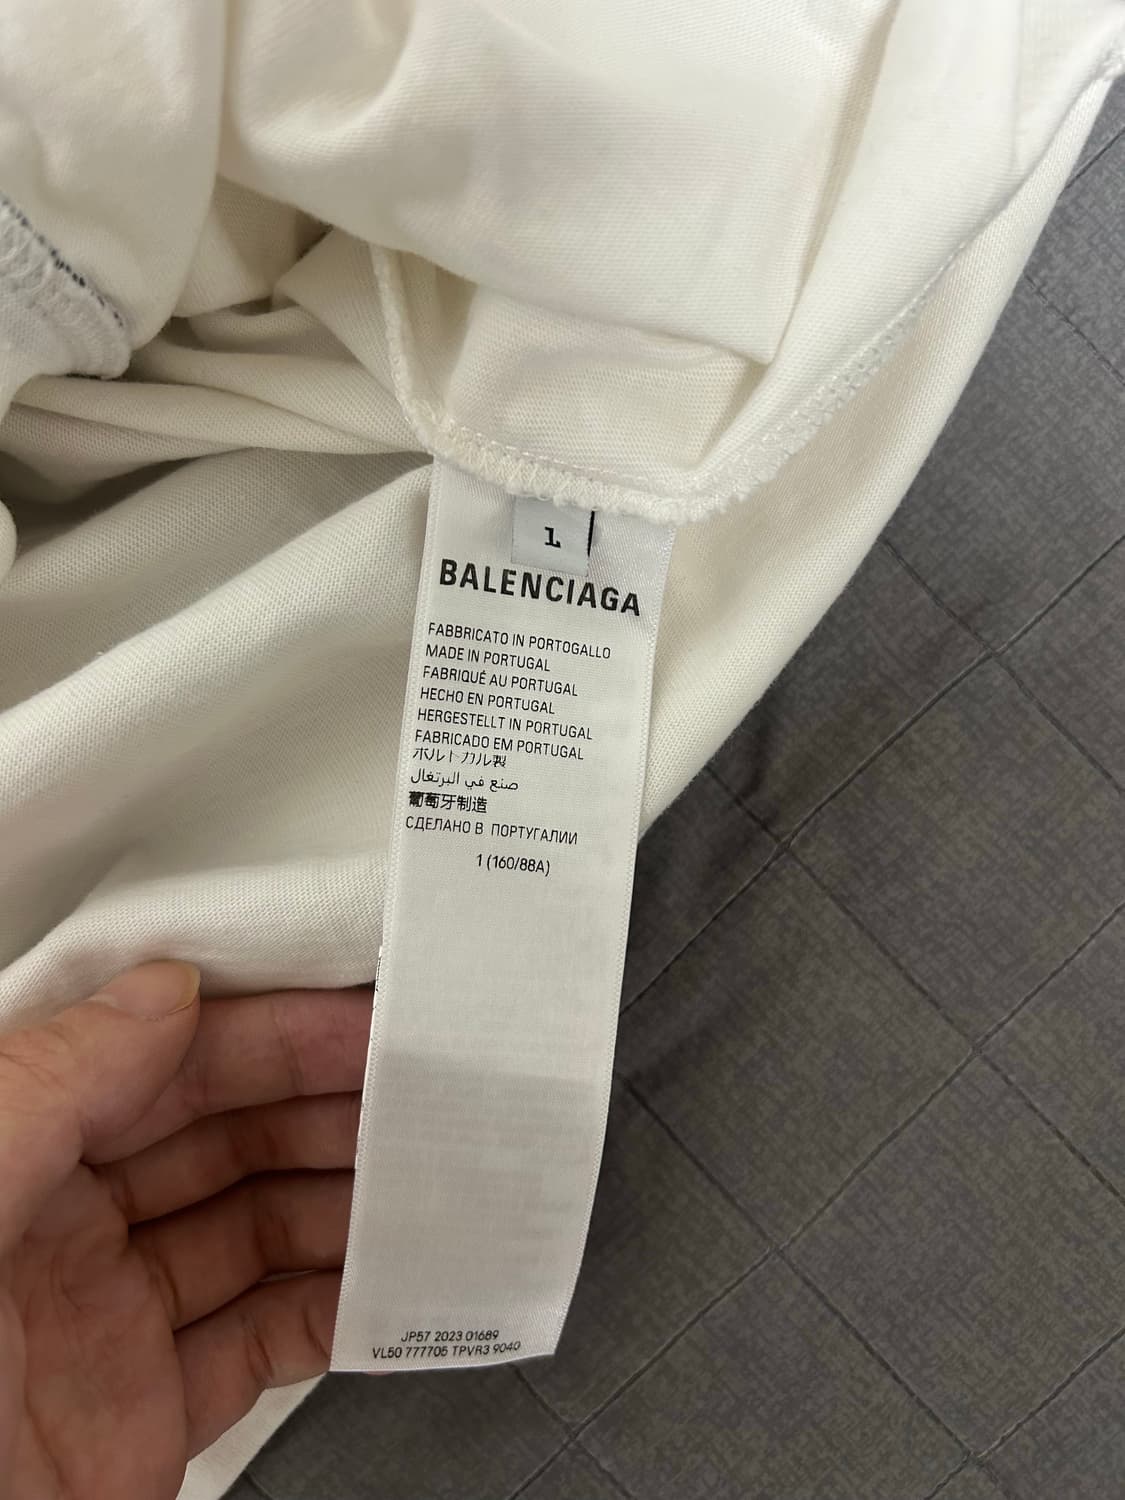 1
BALENCIAGA
FABBRICATO IN PORTOGALLO
MADE IN PORTUGAL
FABRIQUÉ AU PORTUGAL
HECHO EN PORTUGAL
HERGESTELLT IN PORTUGAL
FABRICADO EM PORTUGAL
ポルトガル製
صنع في البرتغال
葡萄牙制造
СДЕЛАНО В ПОРТУГАЛИИ
1 (160/88A)
JP57 2023 01689
VL50 777705 TPVR3 9040